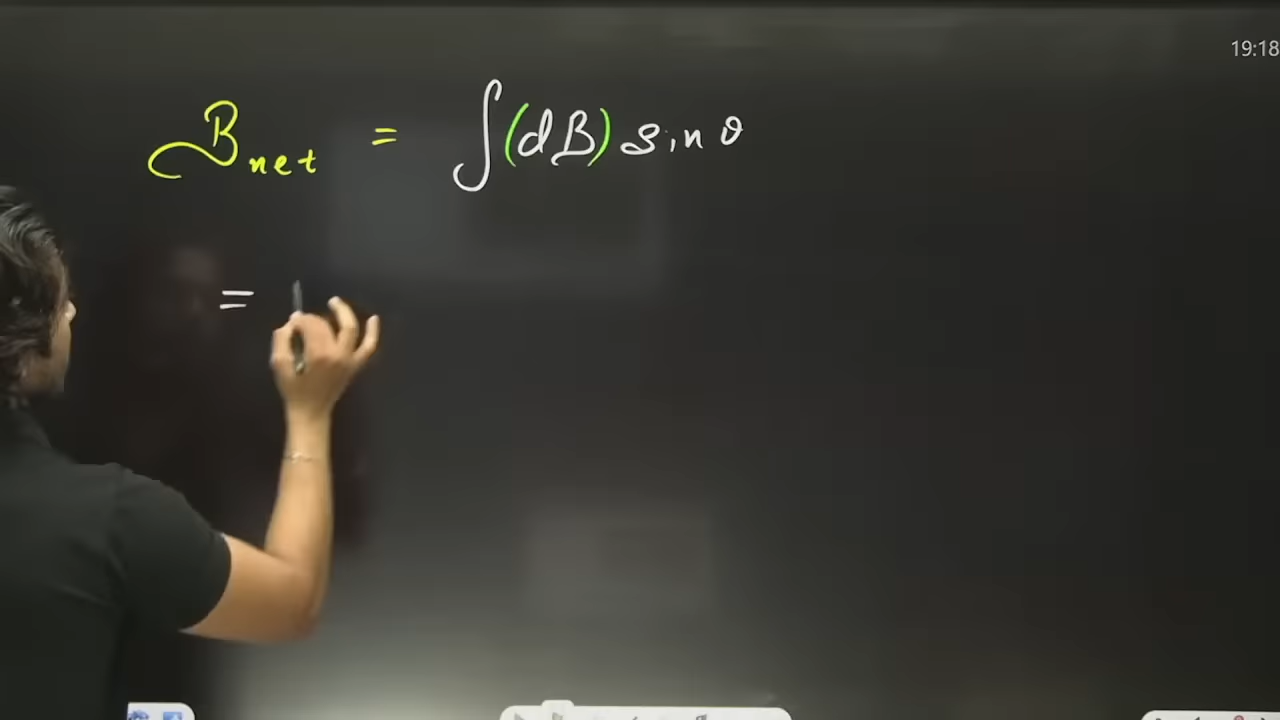 19:18
B_net = ∫(dB) sin θ
=